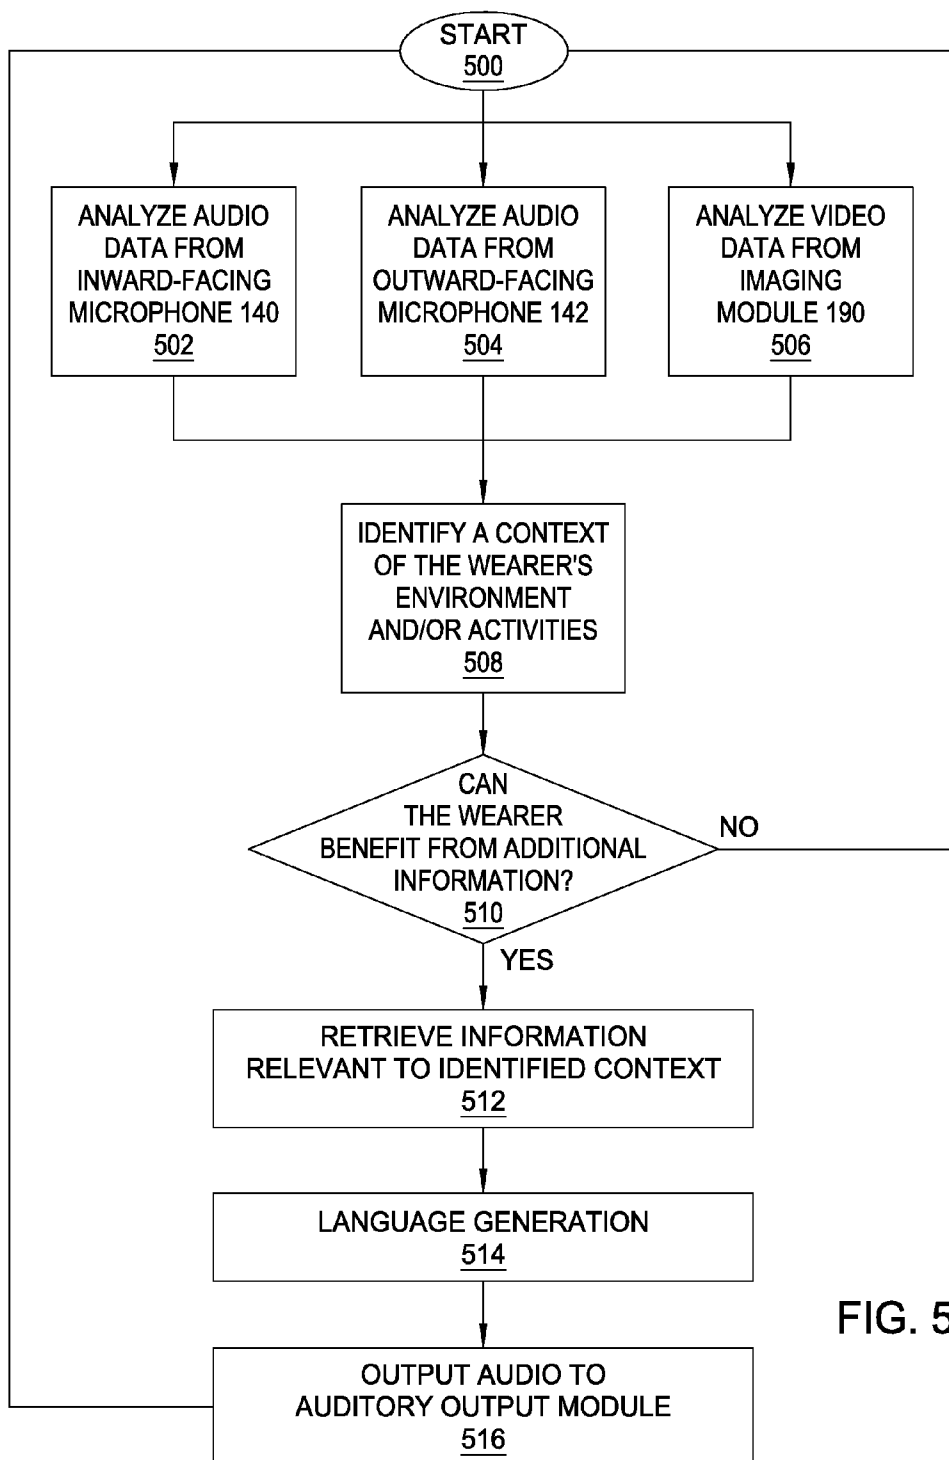 START
500
ANALYZE AUDIO
DATA FROM
INWARD-FACING
MICROPHONE 140
502
ANALYZE AUDIO
DATA FROM
OUTWARD-FACING
MICROPHONE 142
504
ANALYZE VIDEO
DATA FROM
IMAGING
MODULE 190
506
IDENTIFY A CONTEXT
OF THE WEARER'S
ENVIRONMENT
AND/OR ACTIVITIES
508
CAN
THE WEARER
BENEFIT FROM ADDITIONAL
INFORMATION?
510
NO
YES
RETRIEVE INFORMATION
RELEVANT TO IDENTIFIED CONTEXT
512
LANGUAGE GENERATION
514
FIG. 5
OUTPUT AUDIO TO
AUDITORY OUTPUT MODULE
516